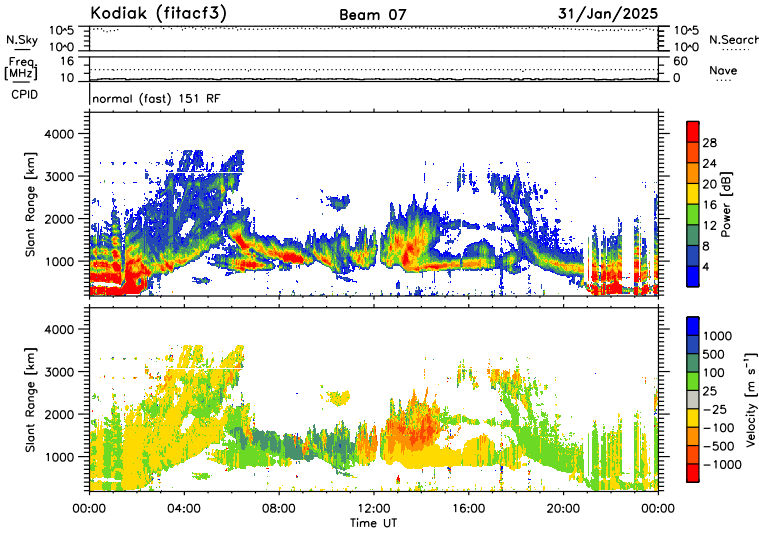 Kodiak (fitacf3) Beam 07 31/Jan/2025
N.Sky 10^5 10^0 10^5 10^0 N.Search
Freq. [MHz] 16 10 60 0 Nave
CPID normal (fast) 151 RF
4000
3000
2000
1000
Slant Range [km]
28
24
20
16
12
8
4
Power [dB]
4000
3000
2000
1000
Slant Range [km]
1000
500
100
25
−25
−100
−500
−1000
Velocity [m s⁻¹]
00:00 04:00 08:00 12:00 16:00 20:00 00:00
Time UT